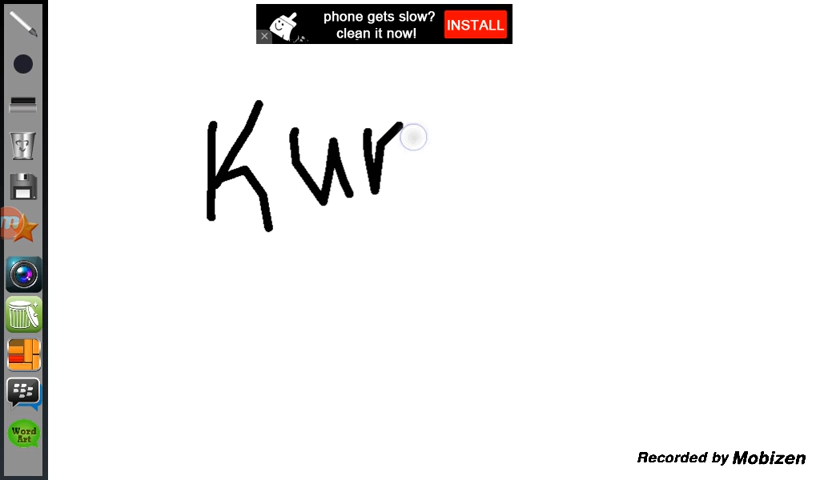 phone gets slow?
clean it now!
INSTALL
Kur
Word
Art
Recorded by Mobizen